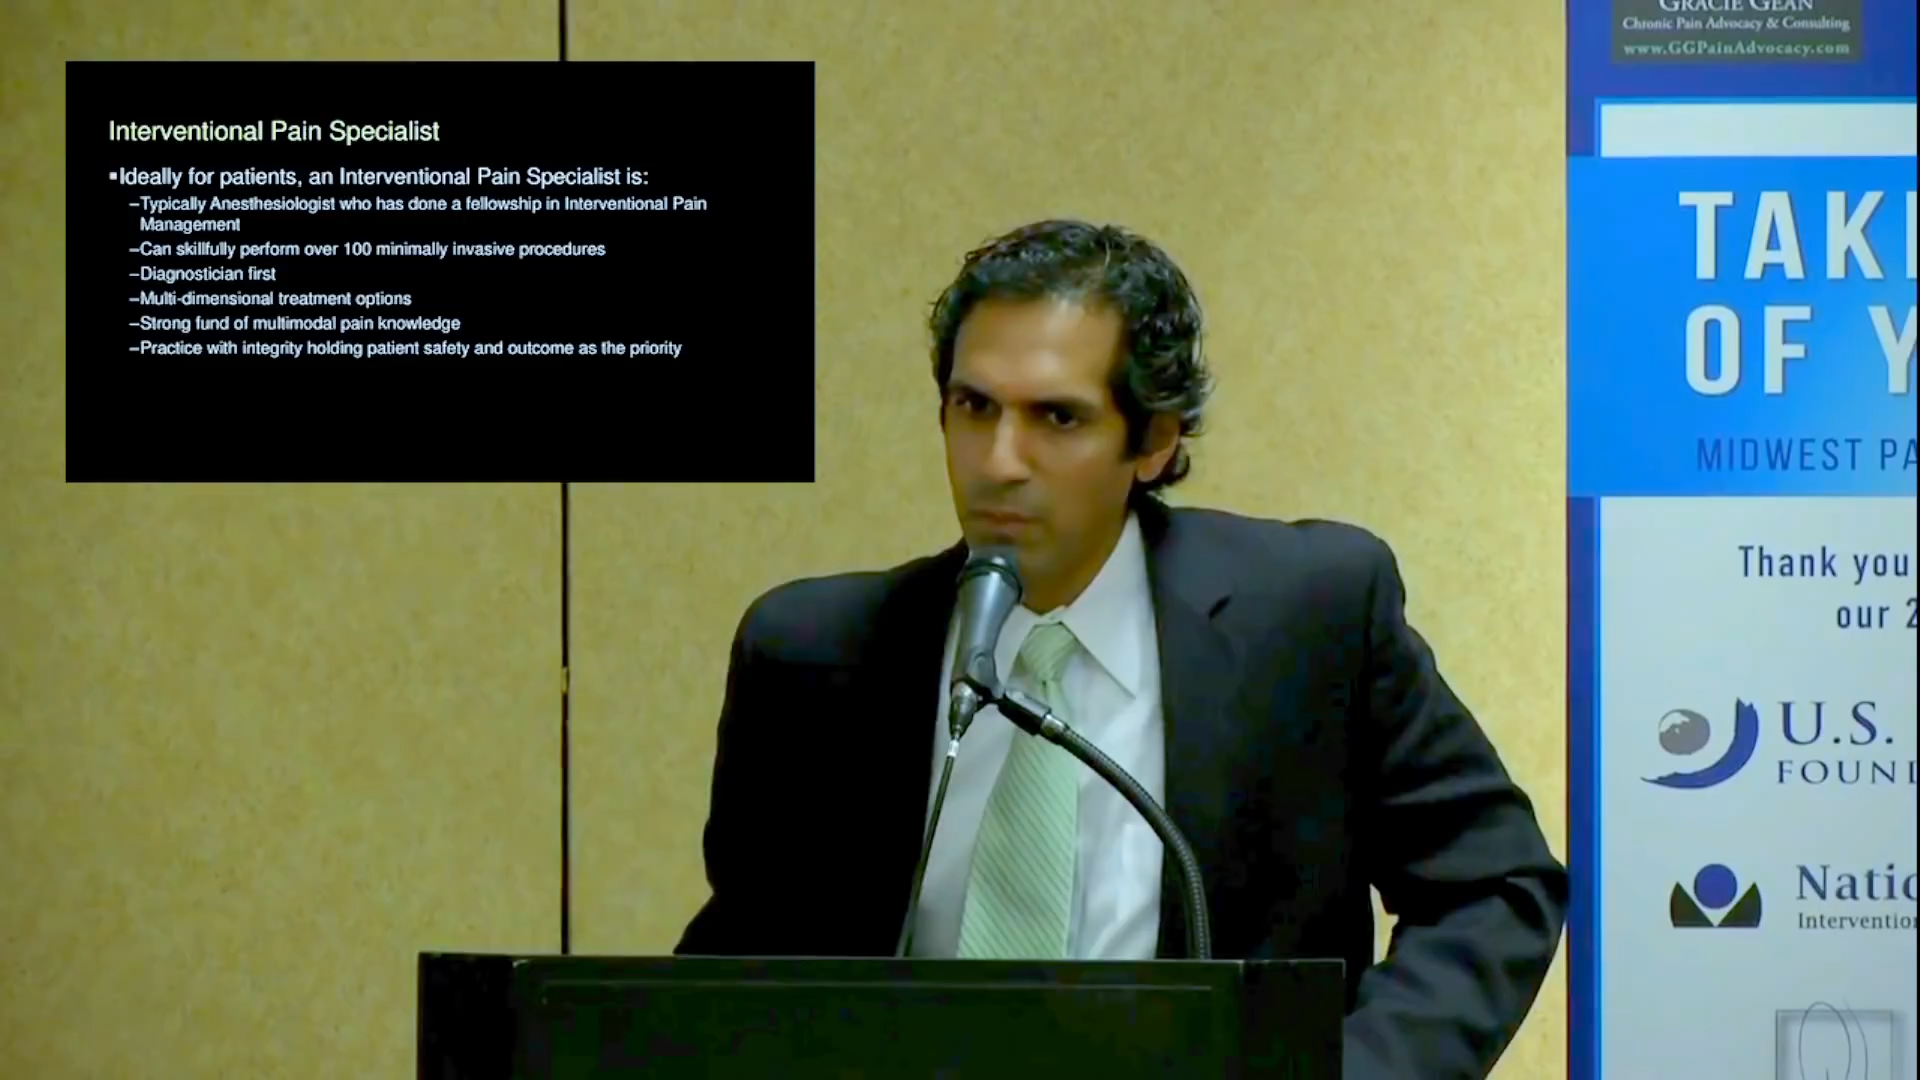 Interventional Pain Specialist
▪Ideally for patients, an Interventional Pain Specialist is:
–Typically Anesthesiologist who has done a fellowship in Interventional Pain
Management
–Can skillfully perform over 100 minimally invasive procedures
–Diagnostician first
–Multi-dimensional treatment options
–Strong fund of multimodal pain knowledge
–Practice with integrity holding patient safety and outcome as the priority
GRACIE GEAN
Chronic Pain Advocacy & Consulting
www.GGPainAdvocacy.com
TAK
OF Y
MIDWEST PA
Thank you
our 2
U.S.
FOUN
Natio
Interventio